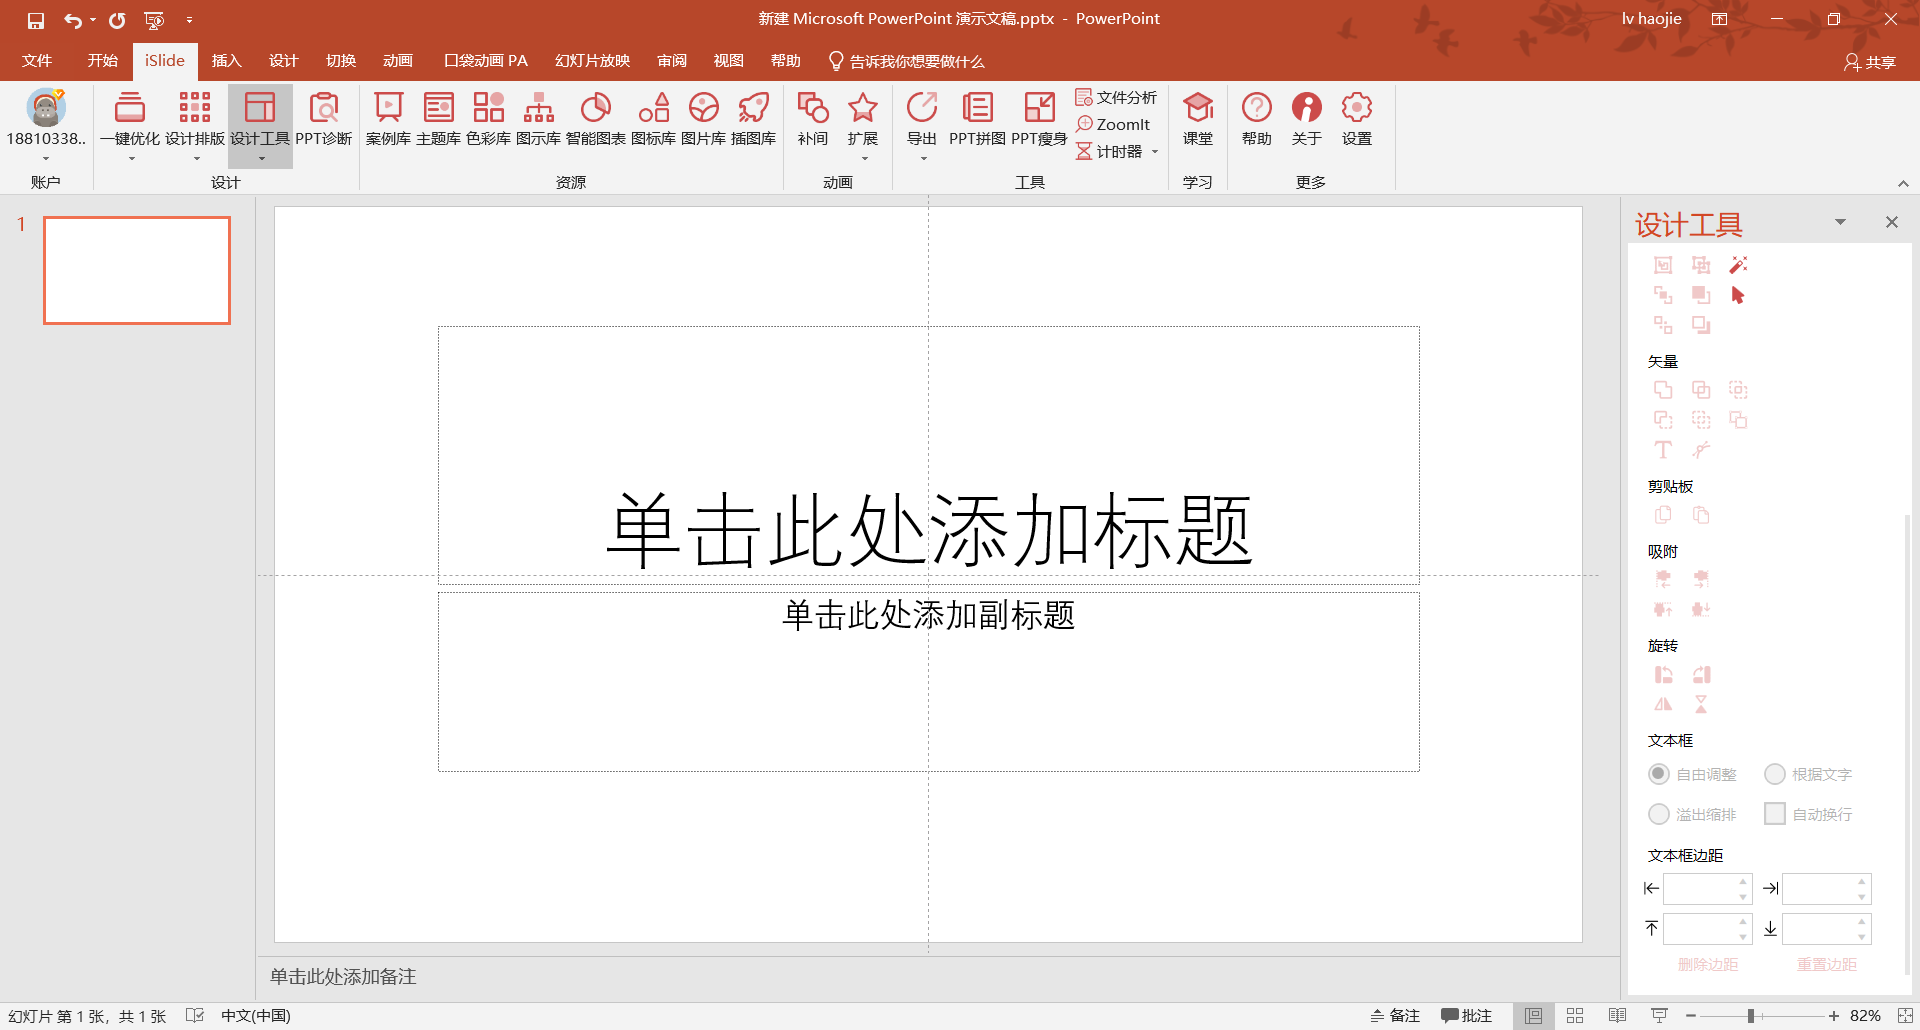 新建 Microsoft PowerPoint 演示文稿.pptx - PowerPoint
lv haojie
文件 开始 iSlide 插入 设计 切换 动画 口袋动画 PA 幻灯片放映 审阅 视图 帮助 告诉我你想要做什么 共享
18810338.. 一键优化 设计排版 设计工具 PPT诊断 案例库 主题库 色彩库 图示库 智能图表 图标库 图片库 插图库 补间 扩展 导出 PPT拼图 PPT瘦身 课堂 帮助 关于 设置
文件分析
ZoomIt
计时器
账户 设计 资源 动画 工具 学习 更多
1
单击此处添加标题
单击此处添加副标题
单击此处添加备注
设计工具
矢量
剪贴板
吸附
旋转
文本框
自由调整 根据文字
溢出缩排 自动换行
文本框边距
删除边距 重置边距
幻灯片 第 1 张，共 1 张 中文(中国) 备注 批注 82%